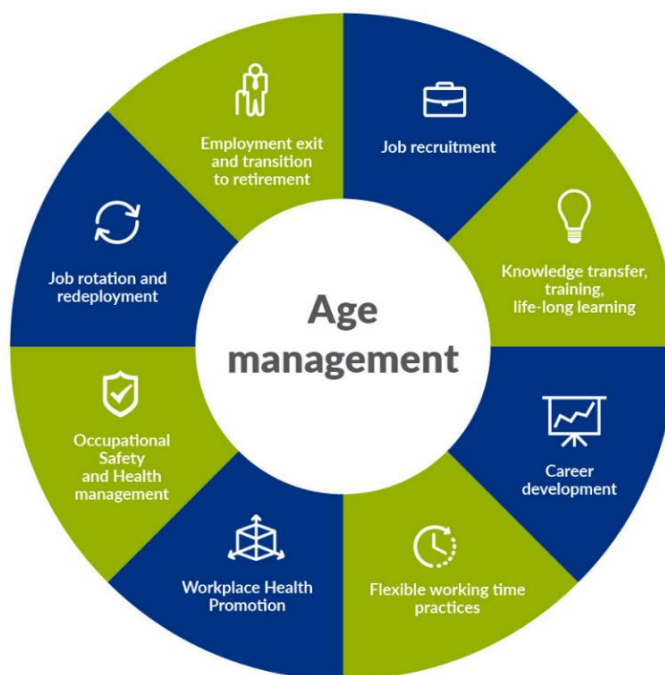 Age
management
Job recruitment
Knowledge transfer,
training,
life-long learning
Career
development
Flexible working time
practices
Workplace Health
Promotion
Occupational
Safety
and Health
management
Job rotation and
redeployment
Employment exit
and transition
to retirement